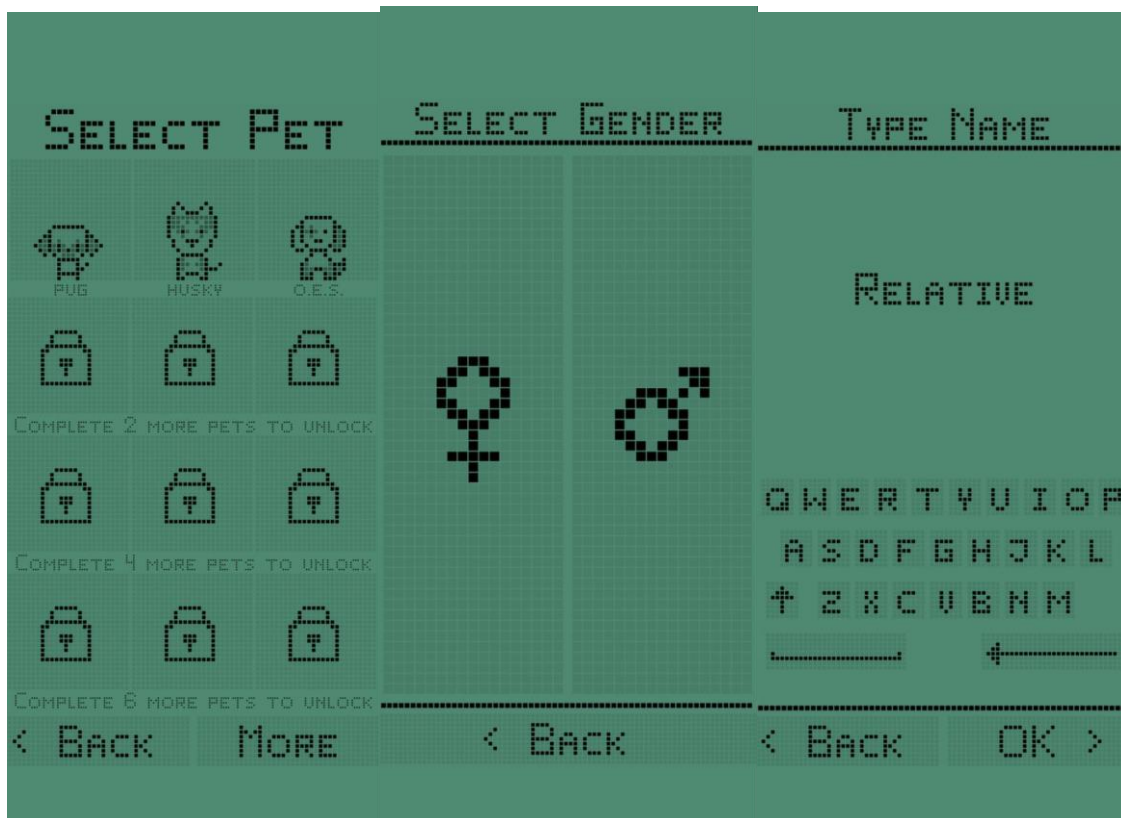 Select Pet
PUG HUSKY O.E.S.
Complete 2 more pets to unlock
Complete 4 more pets to unlock
Complete 6 more pets to unlock
< Back More
Select Gender
< Back
Type Name
Relative
Q W E R T Y U I O P
A S D F G H J K L
Z X C V B N M
< Back OK >